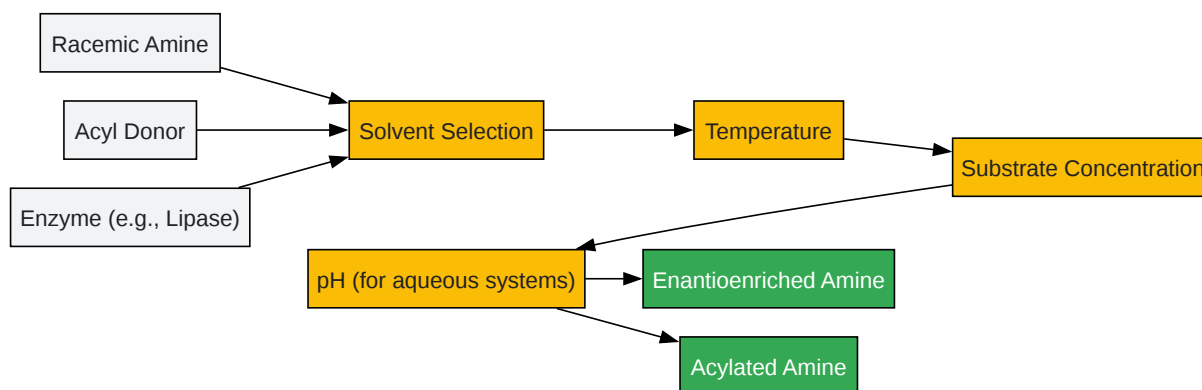 Racemic Amine
Acyl Donor
Enzyme (e.g., Lipase)
Solvent Selection
Temperature
Substrate Concentration
pH (for aqueous systems)
Enantioenriched Amine
Acylated Amine